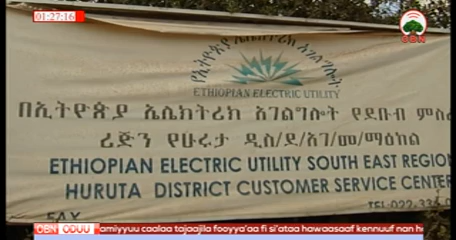 01:27:16
OBN
የኢትዮጵያ ኤሌክትሪክ አገልግሎት
ETHIOPIAN ELECTRIC UTILITY
በኢትዮጵያ ኤሌክትሪክ አገልግሎት የደቡብ ምስራ
ሪጅን የሁሩታ ዲስ/ደ/አገ/መ/ማዕከል
ETHIOPIAN ELECTRIC UTILITY SOUTH EAST REGION
HURUTA DISTRICT CUSTOMER SERVICE CENTER
FAX
TEL-022-33
OBN ODUU amiyyuu caalaa tajaajila fooyya'aa fi si'ataa hawaasaaf kennuuf nan h